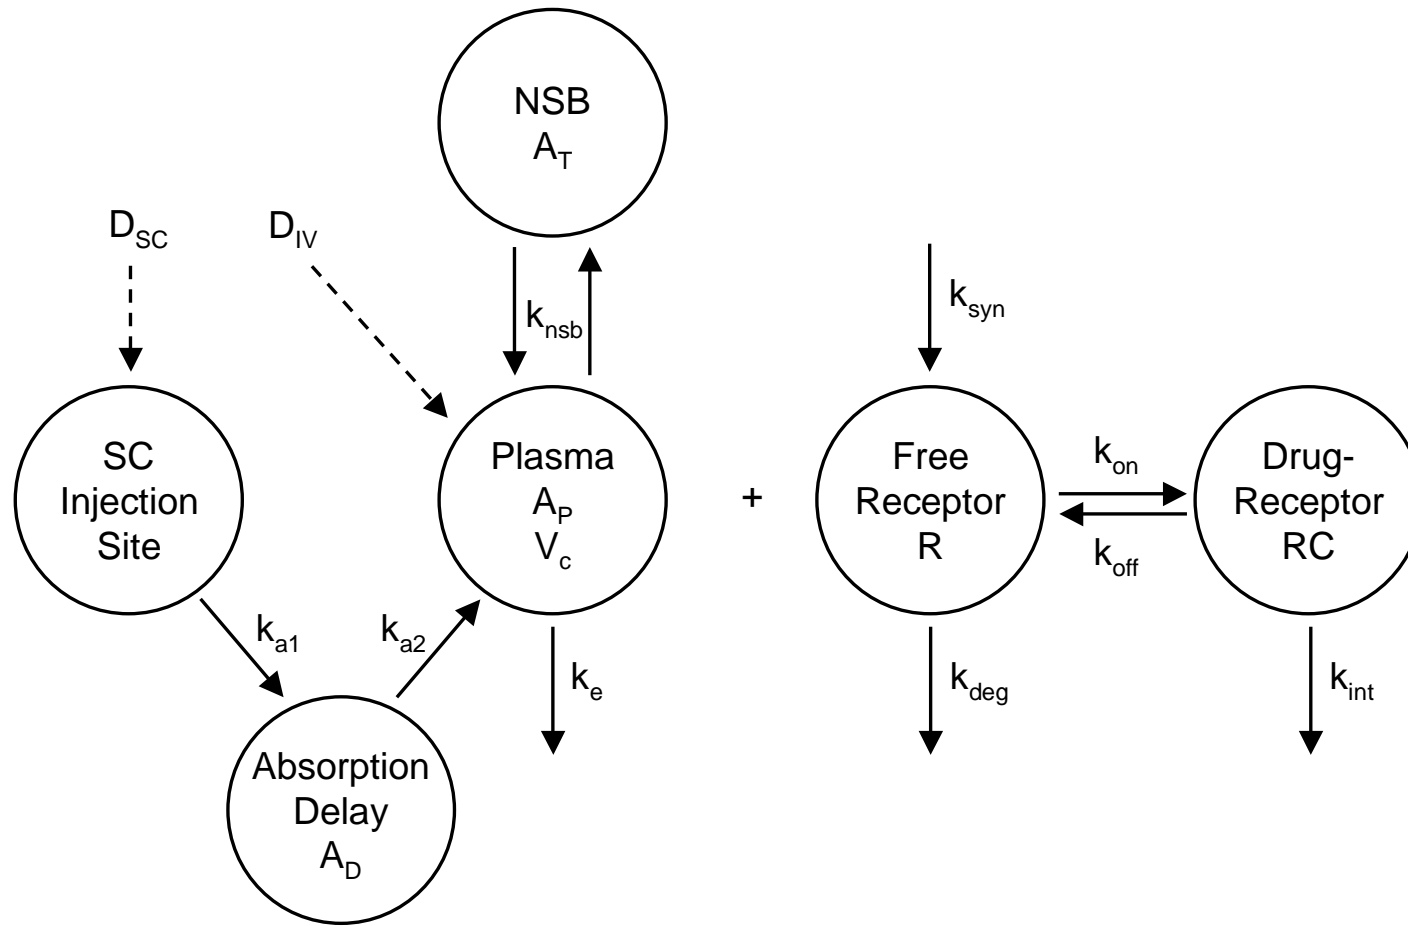 NSB
A_T
D_SC
D_IV
k_nsb
k_syn
SC
Injection
Site
Plasma
A_P
V_c
+
Free
Receptor
R
k_on
k_off
Drug-
Receptor
RC
k_a1
k_a2
k_e
k_deg
k_int
Absorption
Delay
A_D